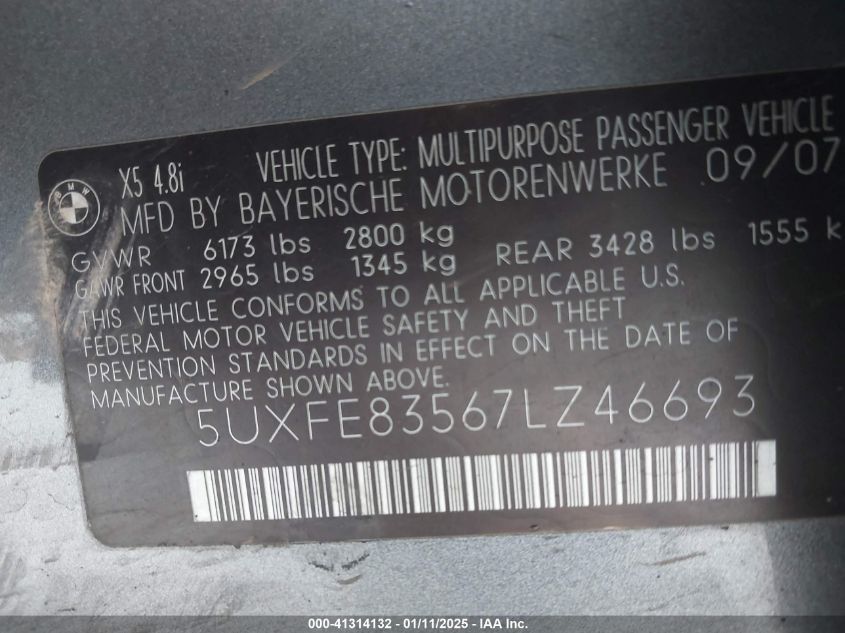 BMW
X5 4.8i VEHICLE TYPE: MULTIPURPOSE PASSENGER VEHICLE
MFD BY BAYERISCHE MOTORENWERKE 09/07
GVWR 6173 lbs 2800 kg
GAWR FRONT 2965 lbs 1345 kg REAR 3428 lbs 1555 k
THIS VEHICLE CONFORMS TO ALL APPLICABLE U.S.
FEDERAL MOTOR VEHICLE SAFETY AND THEFT
PREVENTION STANDARDS IN EFFECT ON THE DATE OF
MANUFACTURE SHOWN ABOVE.
5UXFE83567LZ46693
000-41314132 - 01/11/2025 - IAA Inc.